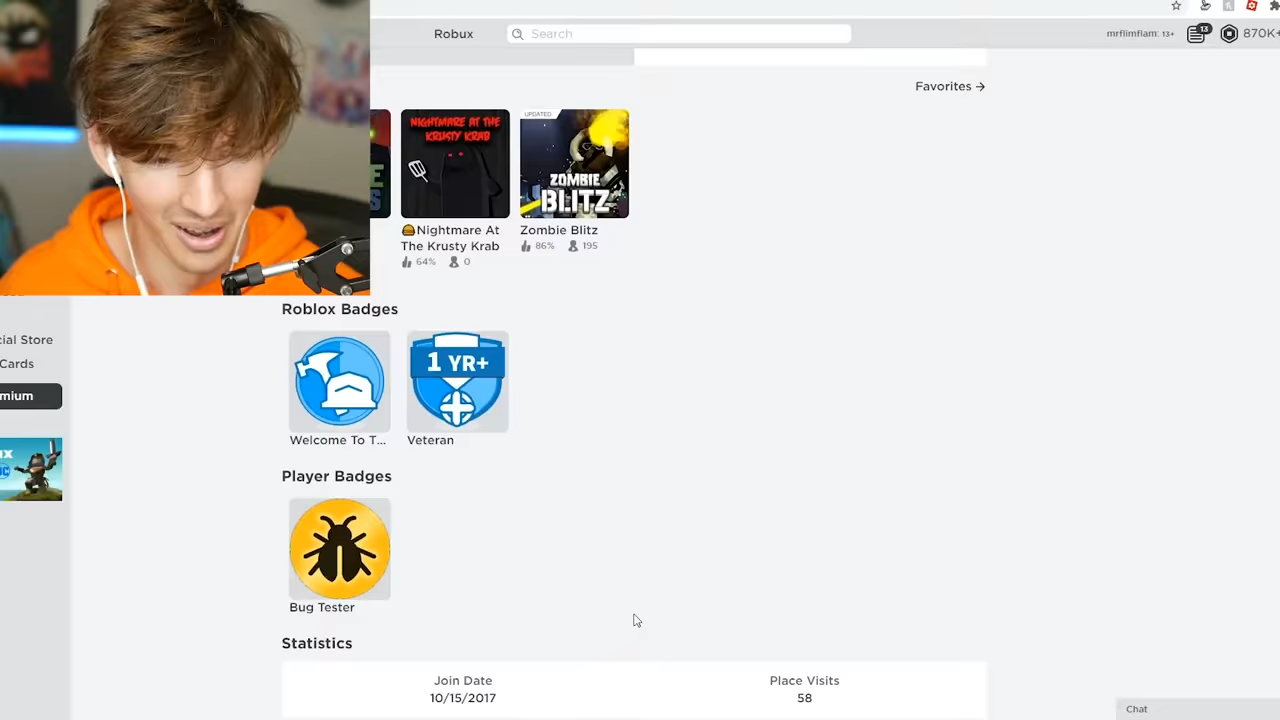 Robux
Search
mrflimflam: 13+
13
870K+
Favorites →
NIGHTMARE AT THE
KRUSTY KRAB
UPDATED
ZOMBIE
BLITZ
Nightmare At
The Krusty Krab
64% 0
Zombie Blitz
86% 195
Roblox Badges
cial Store
Cards
mium
1 YR+
Welcome To T...
Veteran
Player Badges
Bug Tester
Statistics
Join Date
10/15/2017
Place Visits
58
Chat